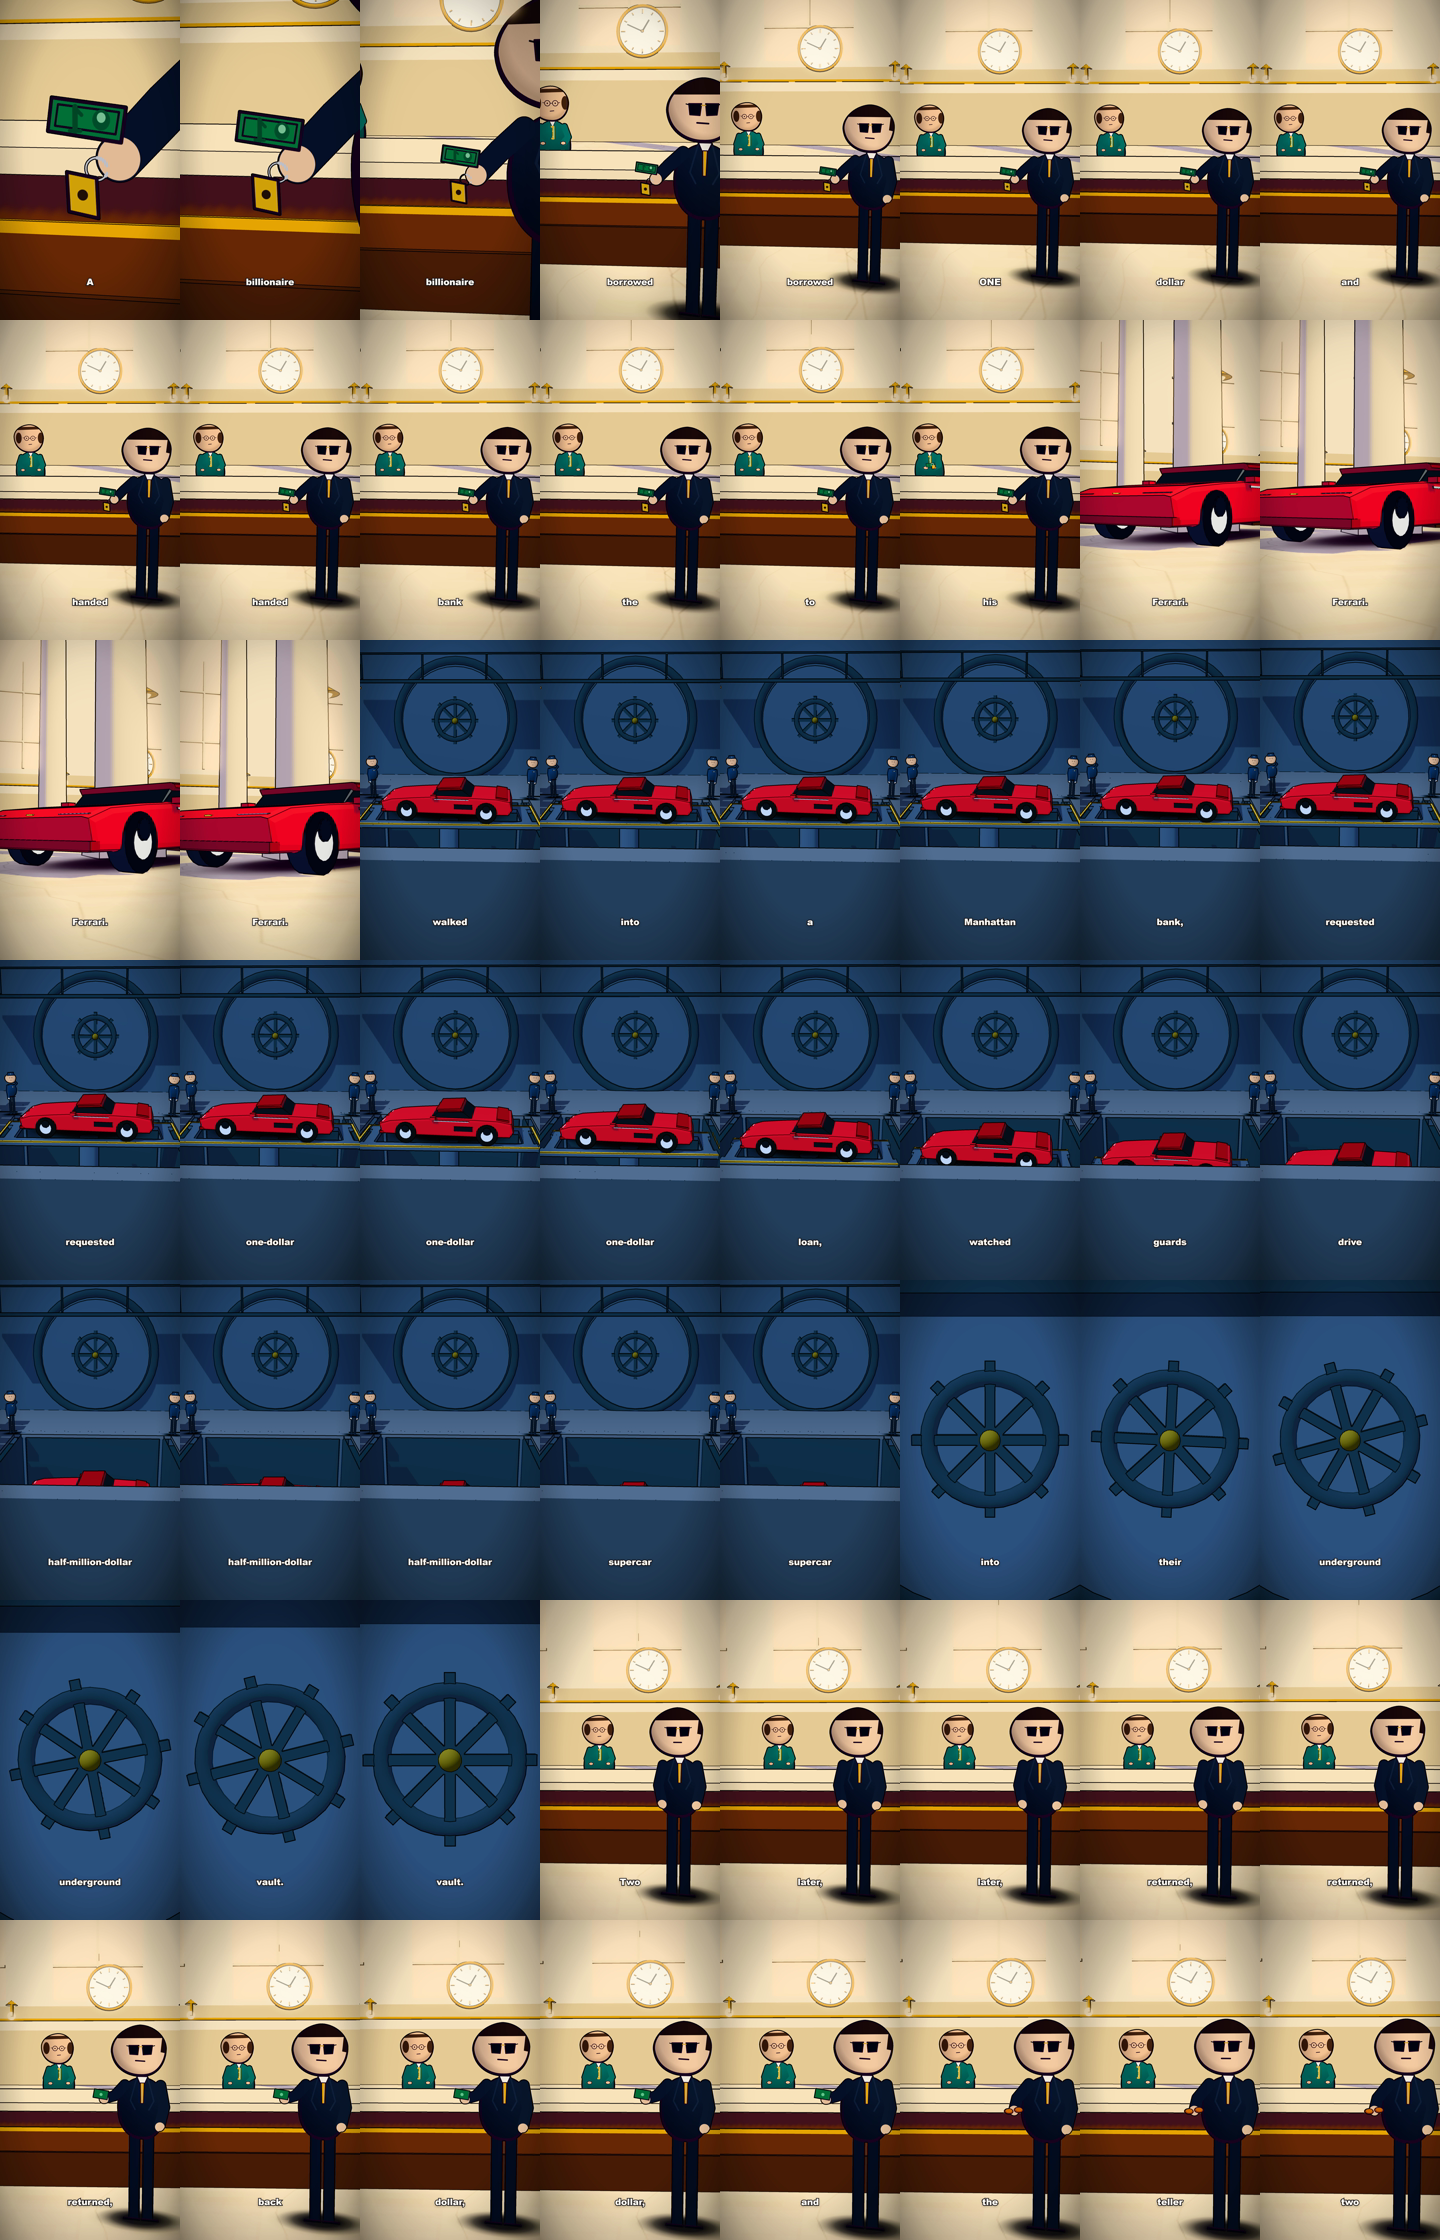 A billionaire billionaire borrowed borrowed ONE dollar and
handed handed bank the to his Ferrari. Ferrari.
Ferrari. Ferrari. walked into a Manhattan bank, requested
requested one-dollar one-dollar one-dollar loan, watched guards drive
half-million-dollar half-million-dollar half-million-dollar supercar supercar into their underground
underground vault. vault. Two later, later, returned, returned,
returned, back dollar, dollar, and the teller two